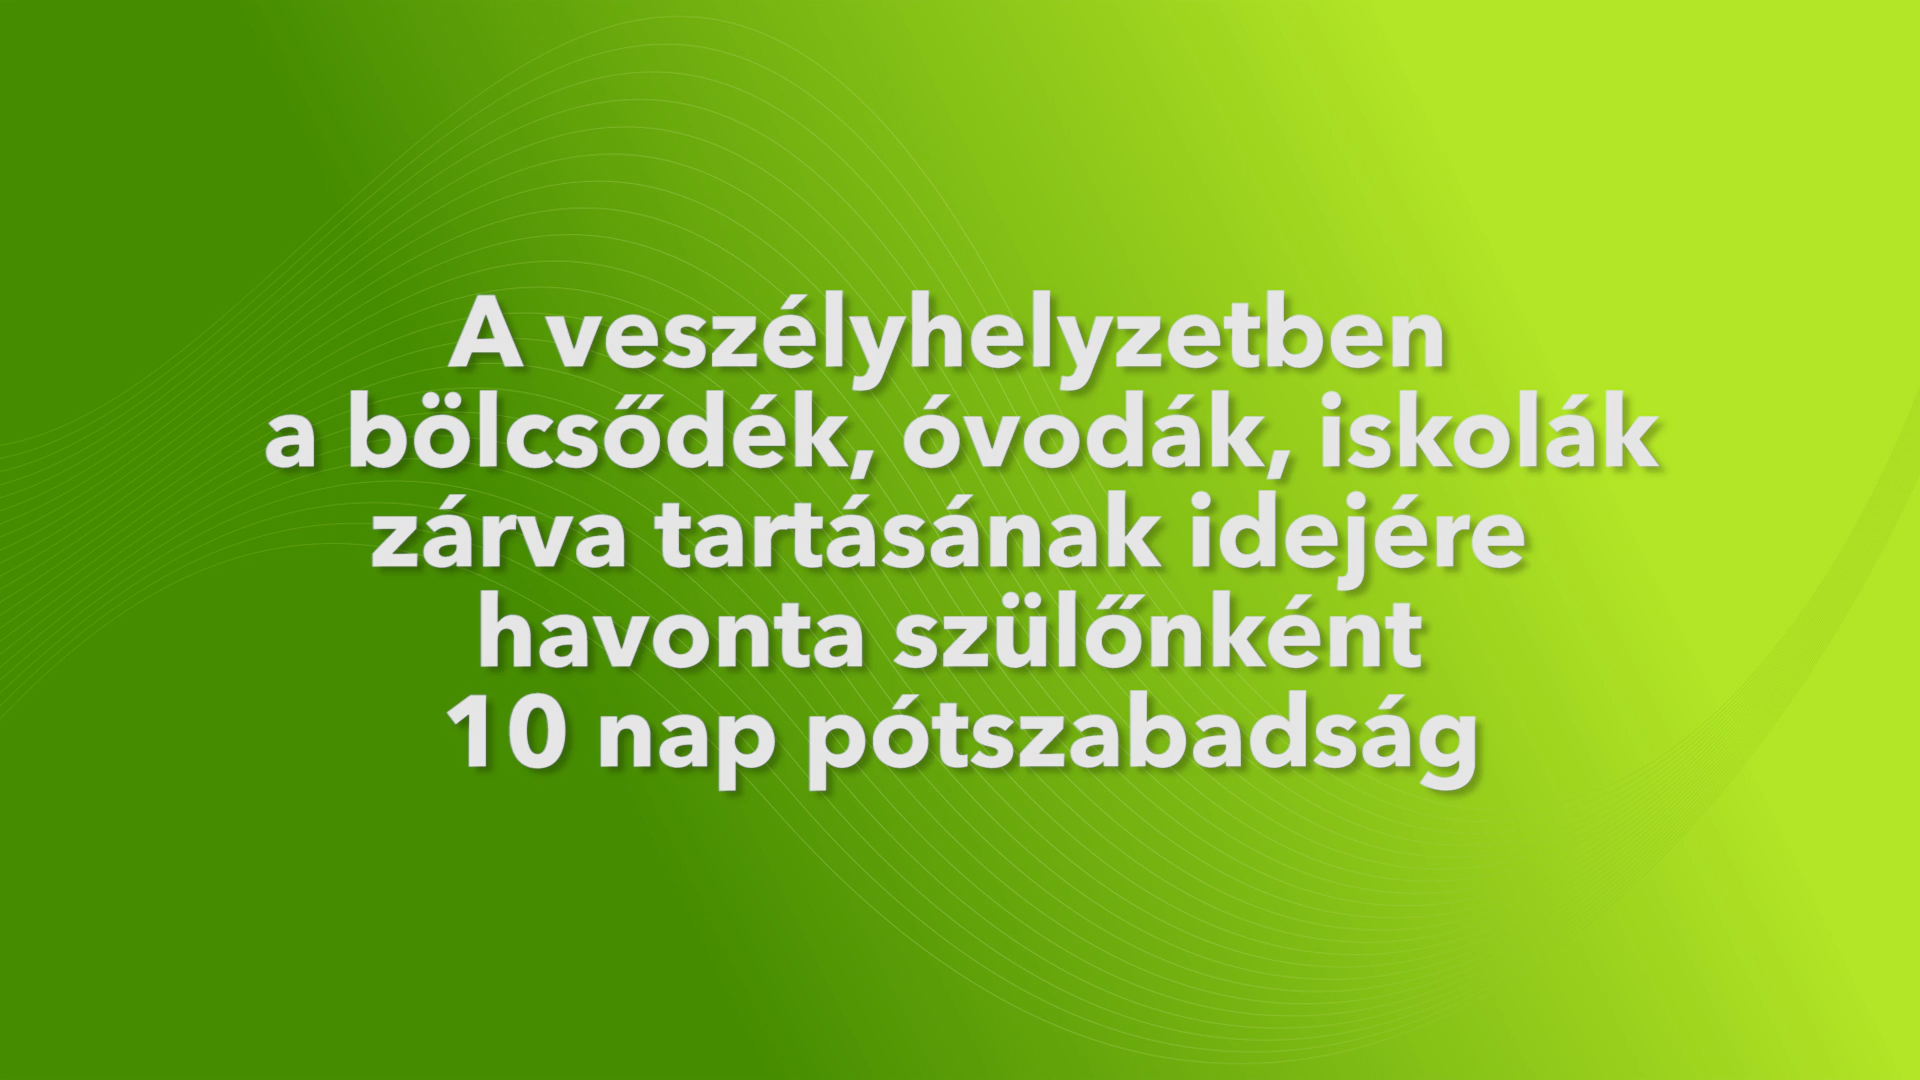 A veszélyhelyzetben
a bölcsődék, óvodák, iskolák
zárva tartásának idejére
havonta szülőnként
10 nap pótszabadság